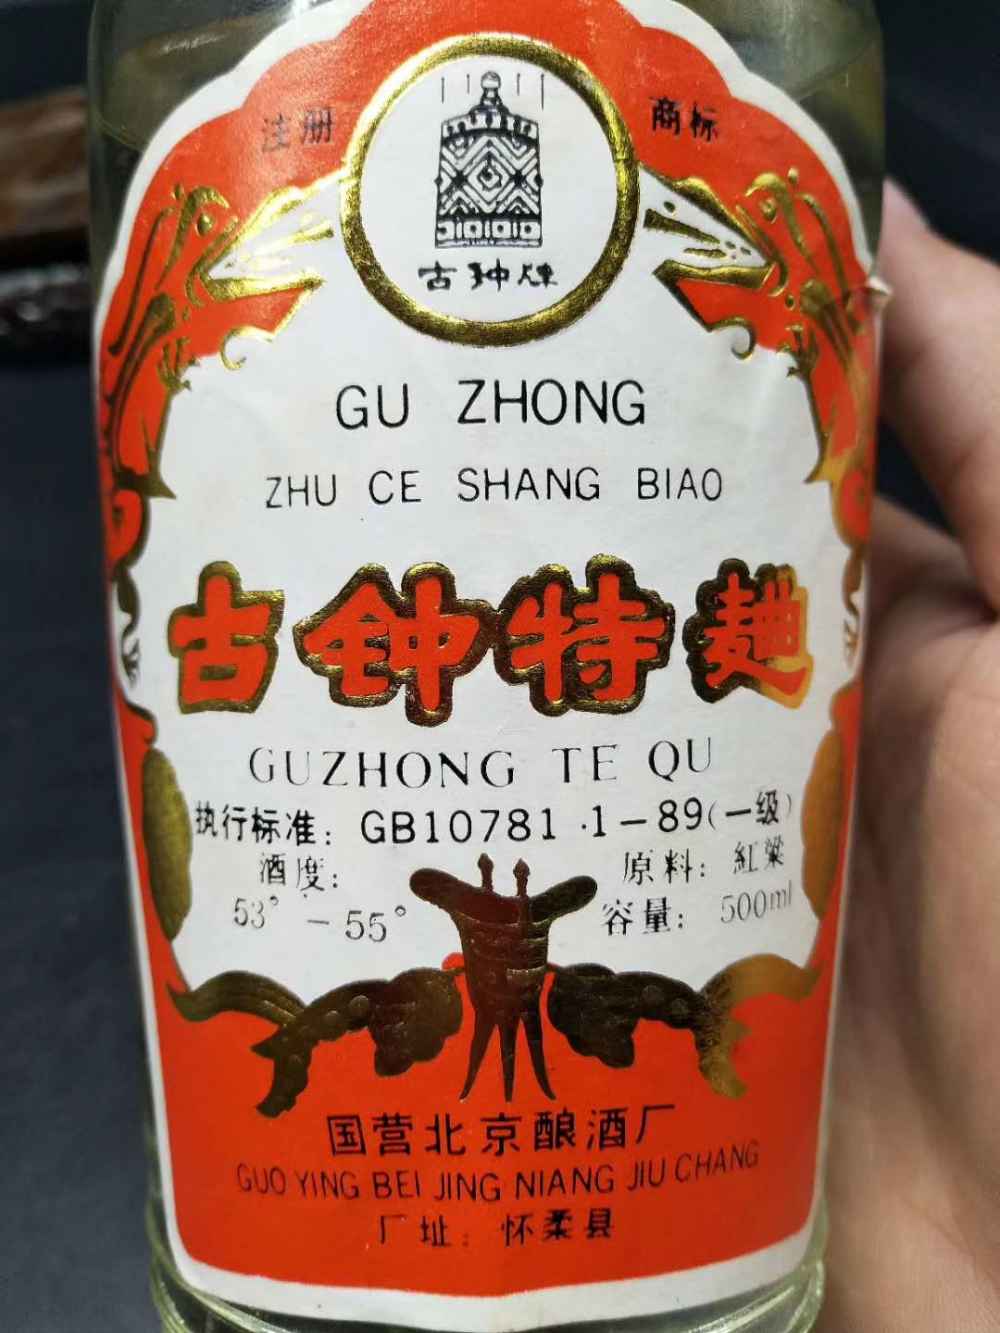 注册 商标
古钟牌
GU ZHONG
ZHU CE SHANG BIAO
古钟特麯
GUZHONG TE QU
执行标准：GB10781·1－89(一级)
酒度： 原料：紅粱
53°－55° 容量：500ml
国营北京酿酒厂
GUO YING BEI JING NIANG JIU CHANG
厂址：怀柔县